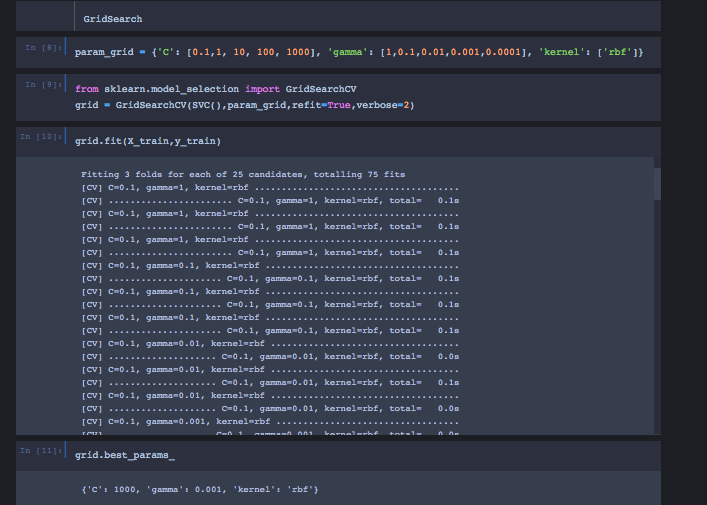 GridSearch
In [8]:
param_grid = {'C': [0.1,1, 10, 100, 1000], 'gamma': [1,0.1,0.01,0.001,0.0001], 'kernel': ['rbf']}
In [9]:
from sklearn.model_selection import GridSearchCV
grid = GridSearchCV(SVC(),param_grid,refit=True,verbose=2)
In [10]:
grid.fit(X_train,y_train)
Fitting 3 folds for each of 25 candidates, totalling 75 fits
[CV] C=0.1, gamma=1, kernel=rbf ......................................
[CV] ....................... C=0.1, gamma=1, kernel=rbf, total=   0.1s
[CV] C=0.1, gamma=1, kernel=rbf ......................................
[CV] ....................... C=0.1, gamma=1, kernel=rbf, total=   0.1s
[CV] C=0.1, gamma=1, kernel=rbf ......................................
[CV] ....................... C=0.1, gamma=1, kernel=rbf, total=   0.1s
[CV] C=0.1, gamma=0.1, kernel=rbf ....................................
[CV] ..................... C=0.1, gamma=0.1, kernel=rbf, total=   0.1s
[CV] C=0.1, gamma=0.1, kernel=rbf ....................................
[CV] ..................... C=0.1, gamma=0.1, kernel=rbf, total=   0.1s
[CV] C=0.1, gamma=0.1, kernel=rbf ....................................
[CV] ..................... C=0.1, gamma=0.1, kernel=rbf, total=   0.1s
[CV] C=0.1, gamma=0.01, kernel=rbf ...................................
[CV] .................... C=0.1, gamma=0.01, kernel=rbf, total=   0.0s
[CV] C=0.1, gamma=0.01, kernel=rbf ...................................
[CV] .................... C=0.1, gamma=0.01, kernel=rbf, total=   0.1s
[CV] C=0.1, gamma=0.01, kernel=rbf ...................................
[CV] .................... C=0.1, gamma=0.01, kernel=rbf, total=   0.0s
[CV] C=0.1, gamma=0.001, kernel=rbf ..................................
[CV] ................... C=0.1, gamma=0.001, kernel=rbf, total=   0.0s
In [11]:
grid.best_params_
{'C': 1000, 'gamma': 0.001, 'kernel': 'rbf'}